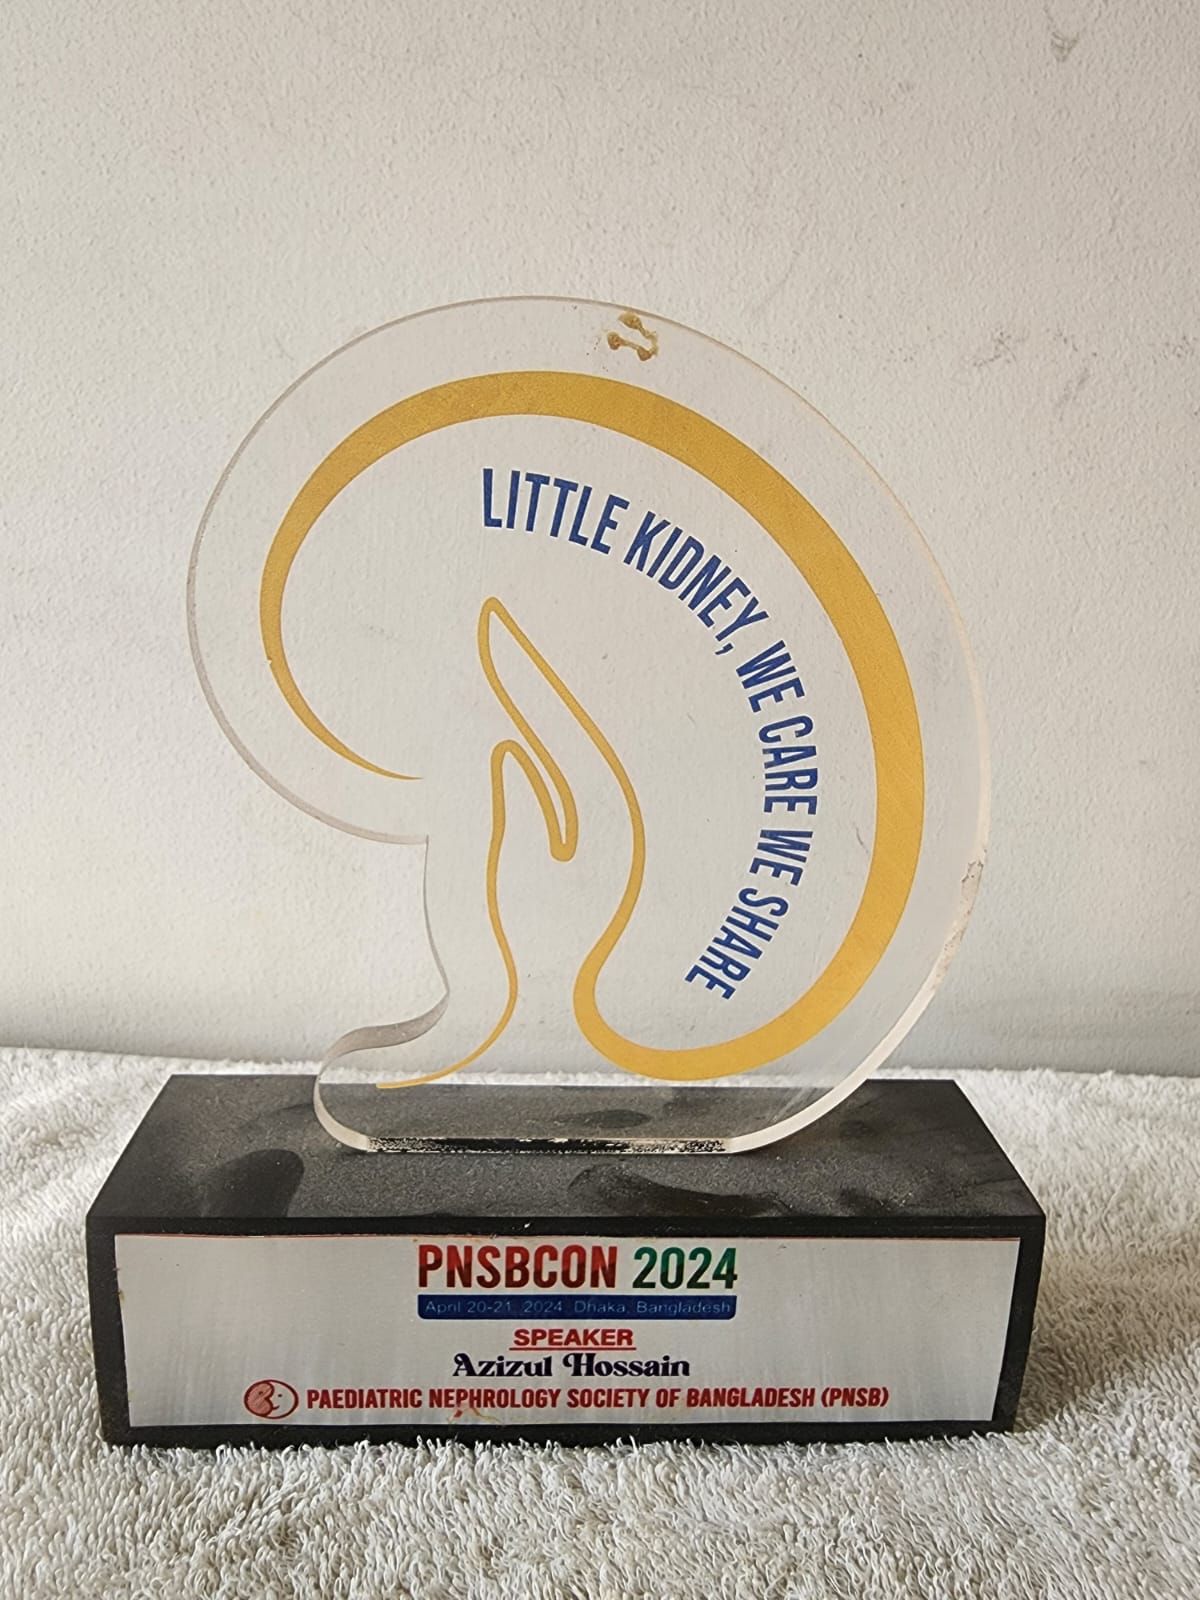 LITTLE KIDNEY, WE CARE WE SHARE
PNSBCON 2024
April 20-21, 2024, Dhaka, Bangladesh
SPEAKER
Azizul Hossain
PAEDIATRIC NEPHROLOGY SOCIETY OF BANGLADESH (PNSB)